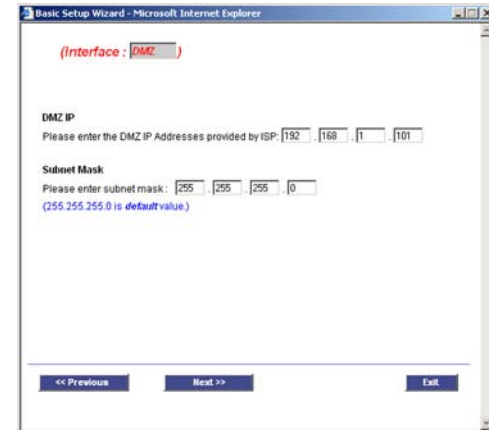 Basic Setup Wizard - Microsoft Internet Explorer
(Interface : DMZ )
DMZ IP
Please enter the DMZ IP Addresses provided by ISP: 192 . 168 . 1 . 101
Subnet Mask
Please enter subnet mask : 255 . 255 . 255 . 0
(255.255.255.0 is default value.)
<< Previous Next >> Exit